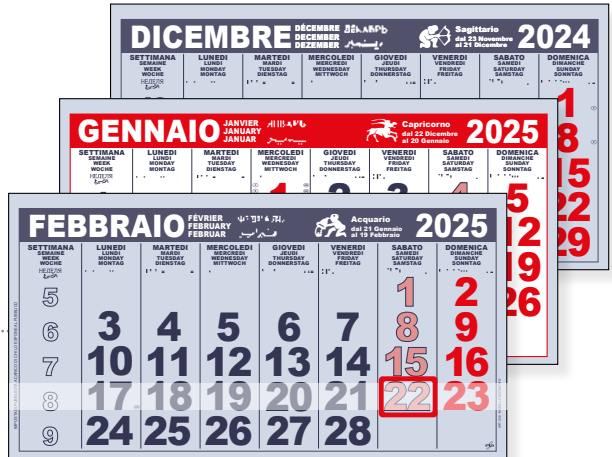 DICEMBRE DÉCEMBRE DECEMBER DEZEMBER Sagittario dal 23 Novembre al 21 Dicembre 2024
SETTIMANA SEMAINE WEEK WOCHE LUNEDI LUNDI MONDAY MONTAG MARTEDI MARDI TUESDAY DIENSTAG MERCOLEDI MERCREDI WEDNESDAY MITTWOCH GIOVEDI JEUDI THURSDAY DONNERSTAG VENERDI VENDREDI FRIDAY FREITAG SABATO SAMEDI SATURDAY SAMSTAG DOMENICA DIMANCHE SUNDAY SONNTAG
НЕДЕЛЯ
1
8
15
22
29
GENNAIO JANVIER JANUARY JANUAR Capricorno dal 22 Dicembre al 20 Gennaio 2025
SETTIMANA SEMAINE WEEK WOCHE LUNEDI LUNDI MONDAY MONTAG MARTEDI MARDI TUESDAY DIENSTAG MERCOLEDI MERCREDI WEDNESDAY MITTWOCH GIOVEDI JEUDI THURSDAY DONNERSTAG VENERDI VENDREDI FRIDAY FREITAG SABATO SAMEDI SATURDAY SAMSTAG DOMENICA DIMANCHE SUNDAY SONNTAG
НЕДЕЛЯ
1 2 3 4 5
12
19
26
FEBBRAIO FÉVRIER FEBRUARY FEBRUAR Acquario dal 21 Gennaio al 19 Febbraio 2025
SETTIMANA SEMAINE WEEK WOCHE LUNEDI LUNDI MONDAY MONTAG MARTEDI MARDI TUESDAY DIENSTAG MERCOLEDI MERCREDI WEDNESDAY MITTWOCH GIOVEDI JEUDI THURSDAY DONNERSTAG VENERDI VENDREDI FRIDAY FREITAG SABATO SAMEDI SATURDAY SAMSTAG DOMENICA DIMANCHE SUNDAY SONNTAG
НЕДЕЛЯ
5 1 2
6 3 4 5 6 7 8 9
7 10 11 12 13 14 15 16
8 17 18 19 20 21 22 23
9 24 25 26 27 28